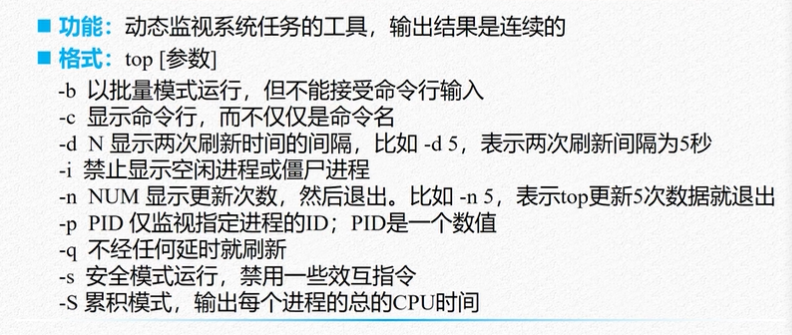 功能：动态监视系统任务的工具，输出结果是连续的
格式：top [参数]
-b 以批量模式运行，但不能接受命令行输入
-c 显示命令行，而不仅仅是命令名
-d N 显示两次刷新时间的间隔，比如 -d 5，表示两次刷新间隔为5秒
-i 禁止显示空闲进程或僵尸进程
-n NUM 显示更新次数，然后退出。比如 -n 5，表示top更新5次数据就退出
-p PID 仅监视指定进程的ID；PID是一个数值
-q 不经任何延时就刷新
-s 安全模式运行，禁用一些效互指令
-S 累积模式，输出每个进程的总的CPU时间